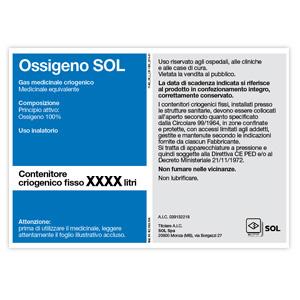 Ossigeno SOL
Gas medicinale criogenico
Medicinale equivalente
Composizione
Principio attivo:
Ossigeno 100%
Uso inalatorio
Contenitore
criogenico fisso XXXX litri
Attenzione:
prima di utilizzare il medicinale, leggere
attentamente il foglio illustrativo accluso.
Uso riservato agli ospedali, alle cliniche
e alle case di cura.
Vietata la vendita al pubblico.
La data di scadenza indicata si riferisce
al prodotto in confezionamento integro,
correttamente conservato.
I contenitori criogenici fissi, installati presso
le strutture sanitarie, devono essere collocati
all'aperto secondo quanto specificato
dalla Circolare 99/1964, in zone confinate
e protette, con accessi limitati agli addetti,
gestite e mantenute secondo le indicazioni
fornite da ciascun Fabbricante.
Si tratta di apparecchiature a pressione e
quindi soggette alla Direttiva CE PED e/o al
Decreto Ministeriale 21/11/1972.
Non fumare nelle vicinanze.
Non lubrificare.
A.I.C. 039132218
Titolare A.I.C.
SOL Spa
20900 Monza (MB), via Borgazzi 27
SOL